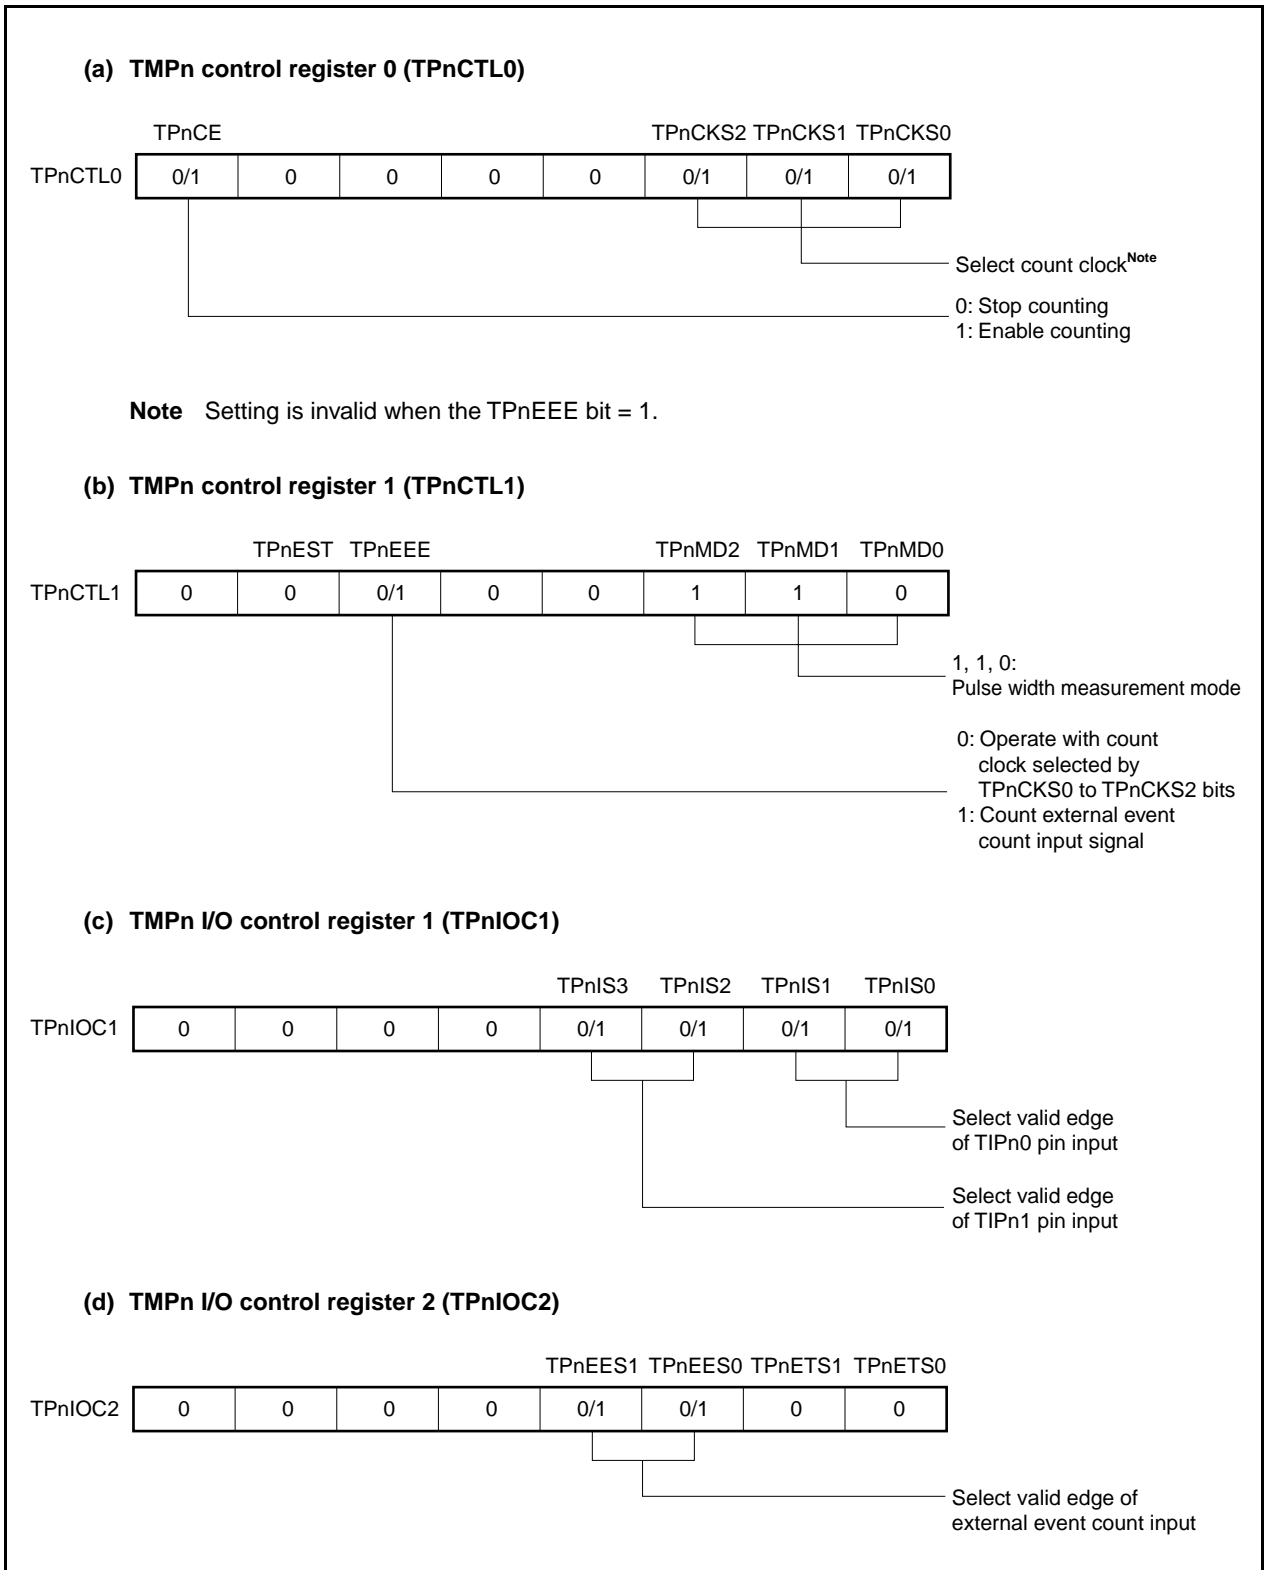 (a) TMPn control register 0 (TPnCTL0)
TPnCE TPnCKS2 TPnCKS1 TPnCKS0
TPnCTL0 0/1 0 0 0 0 0/1 0/1 0/1
Select count clockNote
0: Stop counting
1: Enable counting
Note Setting is invalid when the TPnEEE bit = 1.
(b) TMPn control register 1 (TPnCTL1)
TPnEST TPnEEE TPnMD2 TPnMD1 TPnMD0
TPnCTL1 0 0 0/1 0 0 1 1 0
1, 1, 0:
Pulse width measurement mode
0: Operate with count
clock selected by
TPnCKS0 to TPnCKS2 bits
1: Count external event
count input signal
(c) TMPn I/O control register 1 (TPnIOC1)
TPnIS3 TPnIS2 TPnIS1 TPnIS0
TPnIOC1 0 0 0 0 0/1 0/1 0/1 0/1
Select valid edge
of TIPn0 pin input
Select valid edge
of TIPn1 pin input
(d) TMPn I/O control register 2 (TPnIOC2)
TPnEES1 TPnEES0 TPnETS1 TPnETS0
TPnIOC2 0 0 0 0 0/1 0/1 0 0
Select valid edge of
external event count input